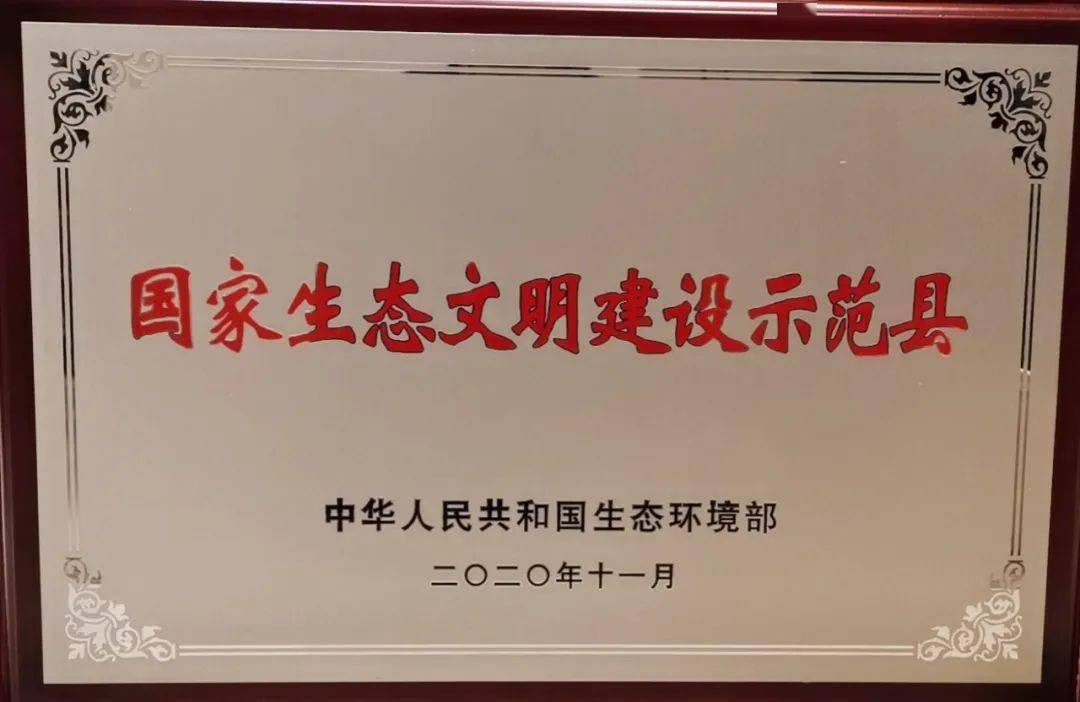 国家生态文明建设示范县
中华人民共和国生态环境部
二〇二〇年十一月